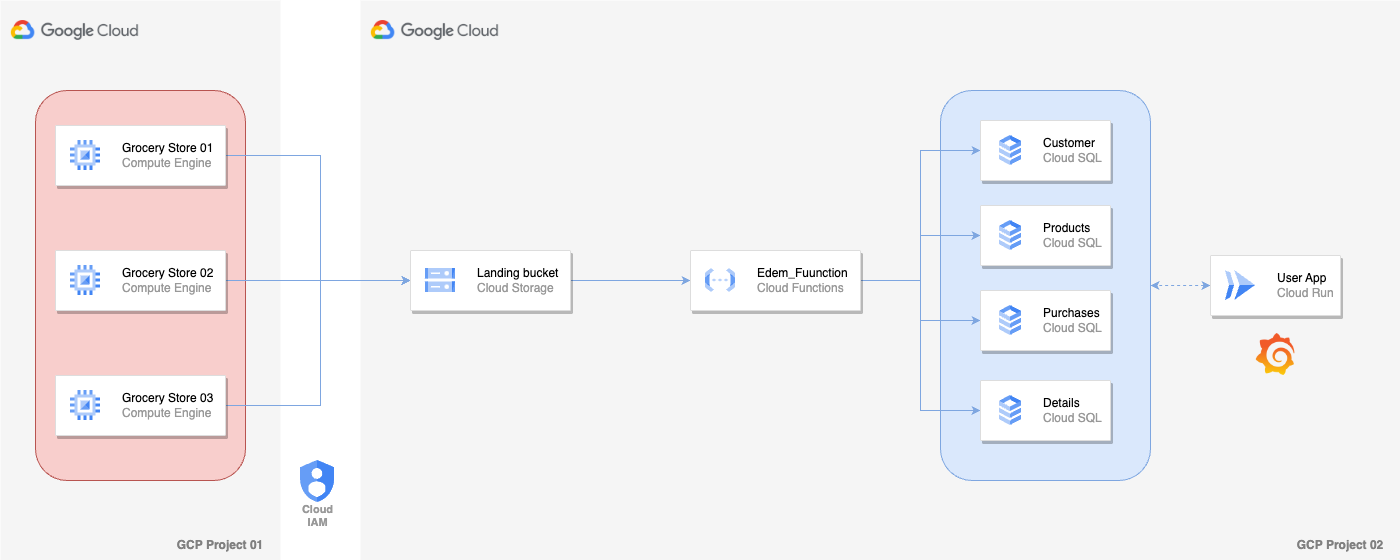 Google Cloud
Google Cloud
Grocery Store 01
Compute Engine
Grocery Store 02
Compute Engine
Grocery Store 03
Compute Engine
Cloud
IAM
GCP Project 01
Landing bucket
Cloud Storage
Edem_Fuunction
Cloud Functions
Customer
Cloud SQL
Products
Cloud SQL
Purchases
Cloud SQL
Details
Cloud SQL
User App
Cloud Run
GCP Project 02